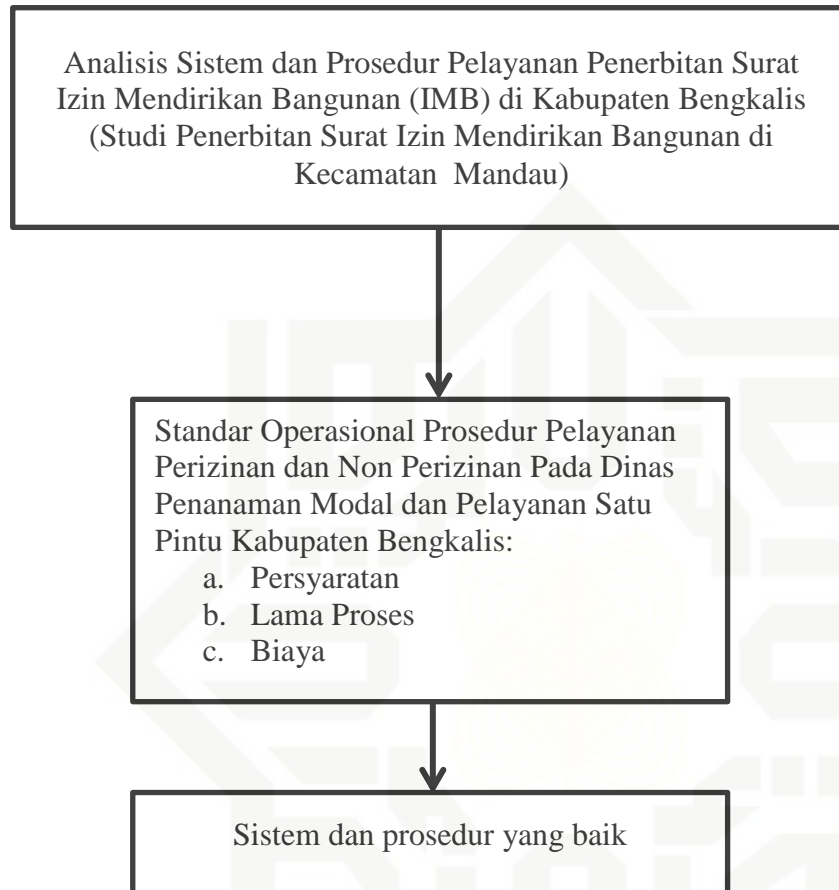 Analisis Sistem dan Prosedur Pelayanan Penerbitan Surat
Izin Mendirikan Bangunan (IMB) di Kabupaten Bengkalis
(Studi Penerbitan Surat Izin Mendirikan Bangunan di
Kecamatan Mandau)
Standar Operasional Prosedur Pelayanan
Perizinan dan Non Perizinan Pada Dinas
Penanaman Modal dan Pelayanan Satu
Pintu Kabupaten Bengkalis:
a. Persyaratan
b. Lama Proses
c. Biaya
Sistem dan prosedur yang baik